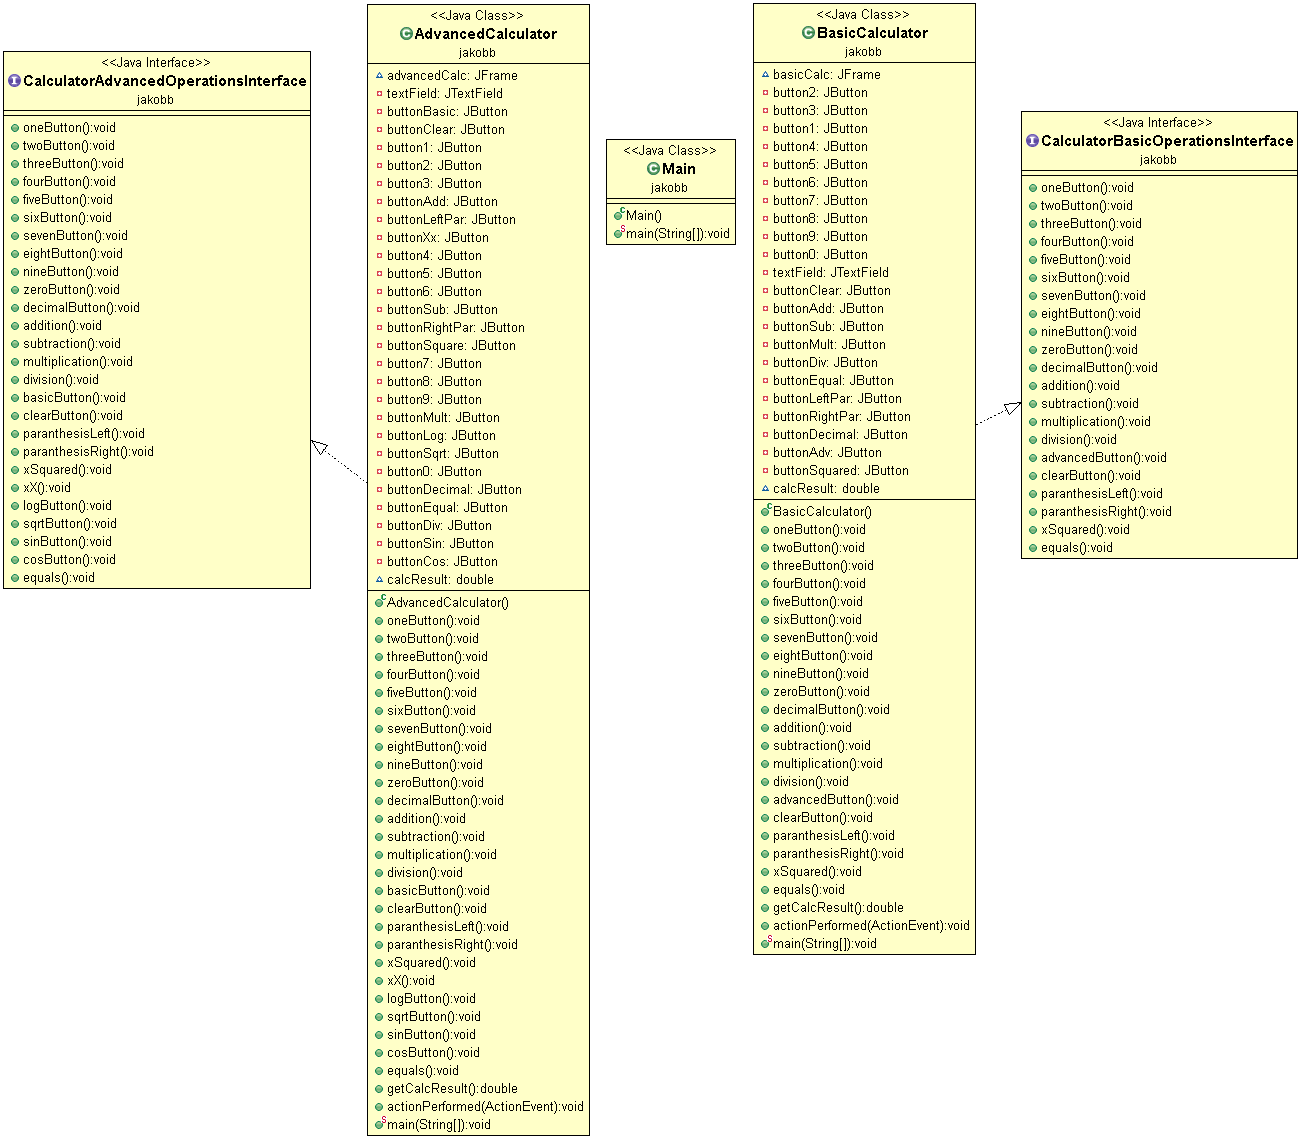 <<Java Interface>>
CalculatorAdvancedOperationsInterface
jakobb
oneButton():void
twoButton():void
threeButton():void
fourButton():void
fiveButton():void
sixButton():void
sevenButton():void
eightButton():void
nineButton():void
zeroButton():void
decimalButton():void
addition():void
subtraction():void
multiplication():void
division():void
basicButton():void
clearButton():void
paranthesisLeft():void
paranthesisRight():void
xSquared():void
xX():void
logButton():void
sqrtButton():void
sinButton():void
cosButton():void
equals():void
<<Java Class>>
AdvancedCalculator
jakobb
advancedCalc: JFrame
textField: JTextField
buttonBasic: JButton
buttonClear: JButton
button1: JButton
button2: JButton
button3: JButton
buttonAdd: JButton
buttonLeftPar: JButton
buttonXx: JButton
button4: JButton
button5: JButton
button6: JButton
buttonSub: JButton
buttonRightPar: JButton
buttonSquare: JButton
button7: JButton
button8: JButton
button9: JButton
buttonMult: JButton
buttonLog: JButton
buttonSqrt: JButton
button0: JButton
buttonDecimal: JButton
buttonEqual: JButton
buttonDiv: JButton
buttonSin: JButton
buttonCos: JButton
calcResult: double
AdvancedCalculator()
oneButton():void
twoButton():void
threeButton():void
fourButton():void
fiveButton():void
sixButton():void
sevenButton():void
eightButton():void
nineButton():void
zeroButton():void
decimalButton():void
addition():void
subtraction():void
multiplication():void
division():void
basicButton():void
clearButton():void
paranthesisLeft():void
paranthesisRight():void
xSquared():void
xX():void
logButton():void
sqrtButton():void
sinButton():void
cosButton():void
equals():void
getCalcResult():double
actionPerformed(ActionEvent):void
main(String[]):void
<<Java Class>>
Main
jakobb
Main()
main(String[]):void
<<Java Class>>
BasicCalculator
jakobb
basicCalc: JFrame
button2: JButton
button3: JButton
button1: JButton
button4: JButton
button5: JButton
button6: JButton
button7: JButton
button8: JButton
button9: JButton
button0: JButton
textField: JTextField
buttonClear: JButton
buttonAdd: JButton
buttonSub: JButton
buttonMult: JButton
buttonDiv: JButton
buttonEqual: JButton
buttonLeftPar: JButton
buttonRightPar: JButton
buttonDecimal: JButton
buttonAdv: JButton
buttonSquared: JButton
calcResult: double
BasicCalculator()
oneButton():void
twoButton():void
threeButton():void
fourButton():void
fiveButton():void
sixButton():void
sevenButton():void
eightButton():void
nineButton():void
zeroButton():void
decimalButton():void
addition():void
subtraction():void
multiplication():void
division():void
advancedButton():void
clearButton():void
paranthesisLeft():void
paranthesisRight():void
xSquared():void
equals():void
getCalcResult():double
actionPerformed(ActionEvent):void
main(String[]):void
<<Java Interface>>
CalculatorBasicOperationsInterface
jakobb
oneButton():void
twoButton():void
threeButton():void
fourButton():void
fiveButton():void
sixButton():void
sevenButton():void
eightButton():void
nineButton():void
zeroButton():void
decimalButton():void
addition():void
subtraction():void
multiplication():void
division():void
advancedButton():void
clearButton():void
paranthesisLeft():void
paranthesisRight():void
xSquared():void
equals():void